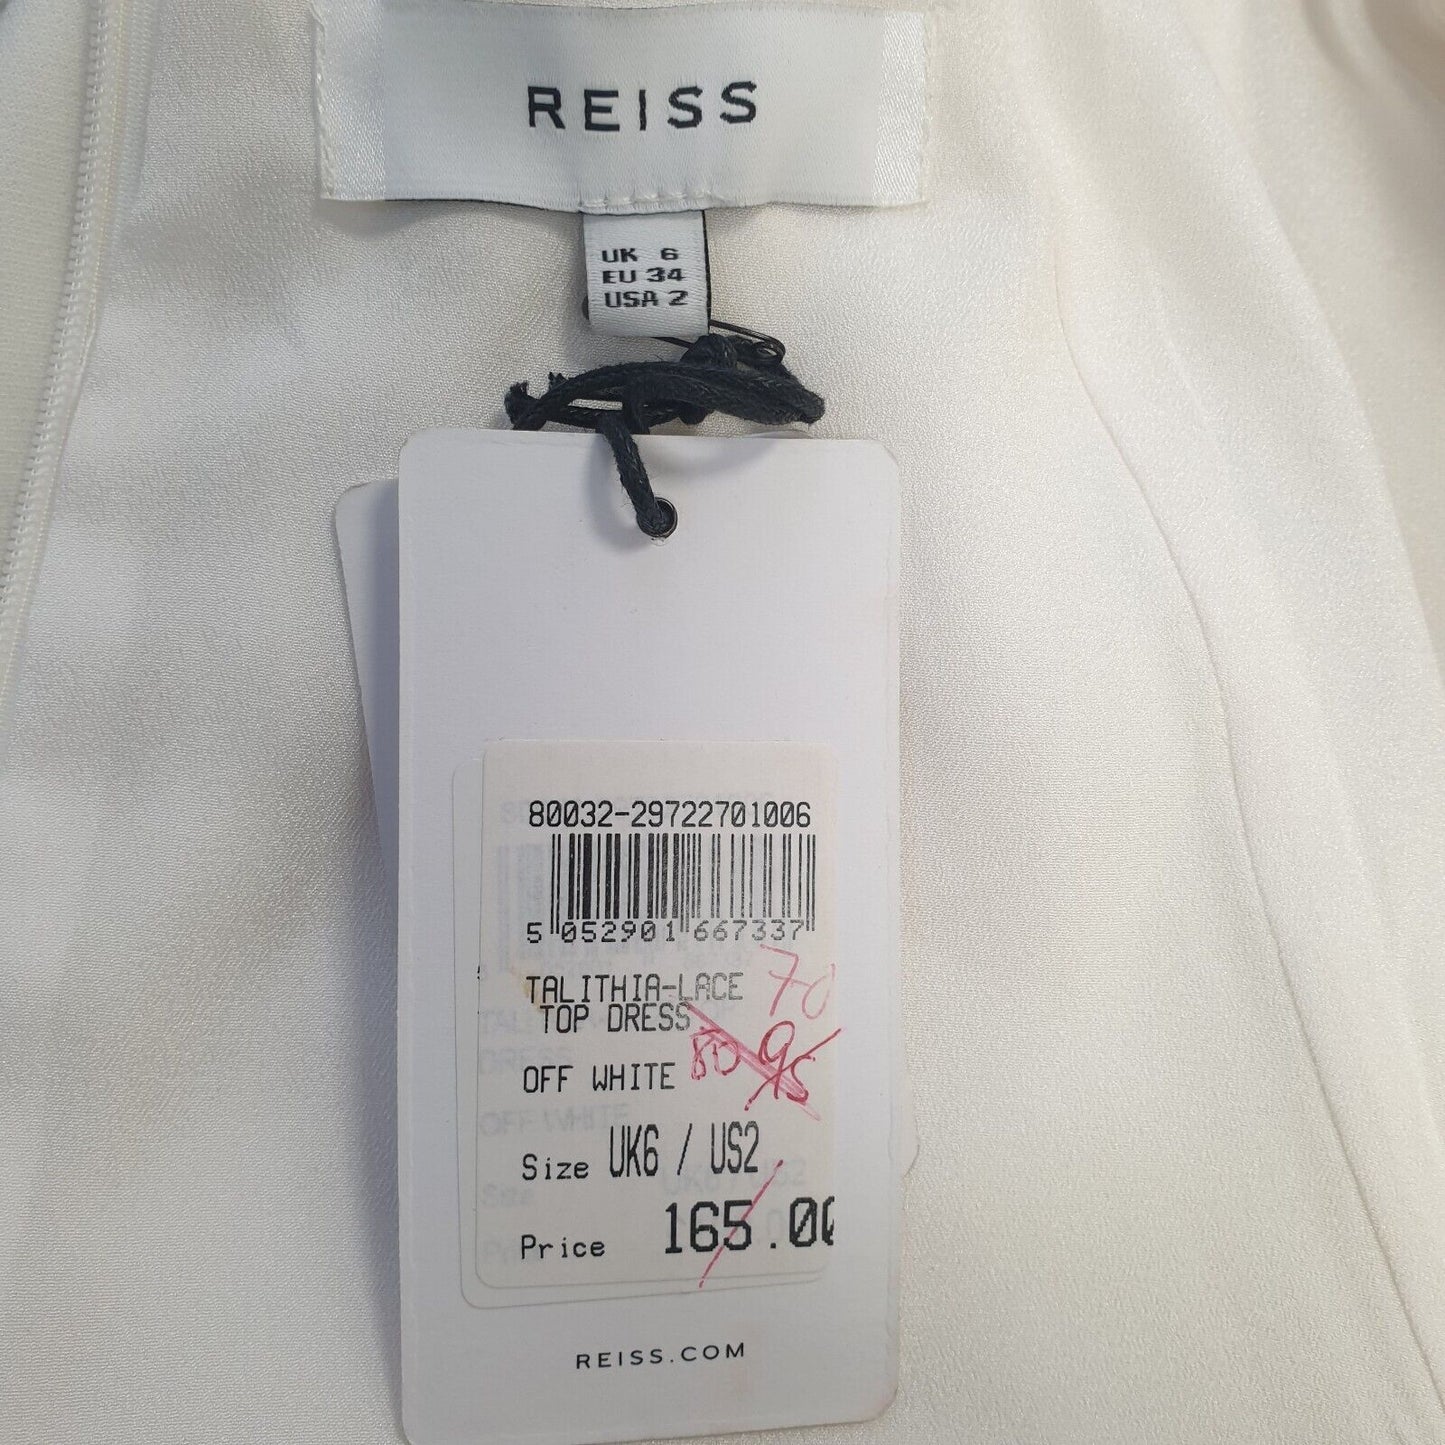 REISS
UK 6
EU 34
USA 2
80032-29722701006
5 052901 667337
TALITHIA-LACE 70
TOP DRESS
OFF WHITE 80 95
Size UK6 / US2
Price 165.00
REISS.COM